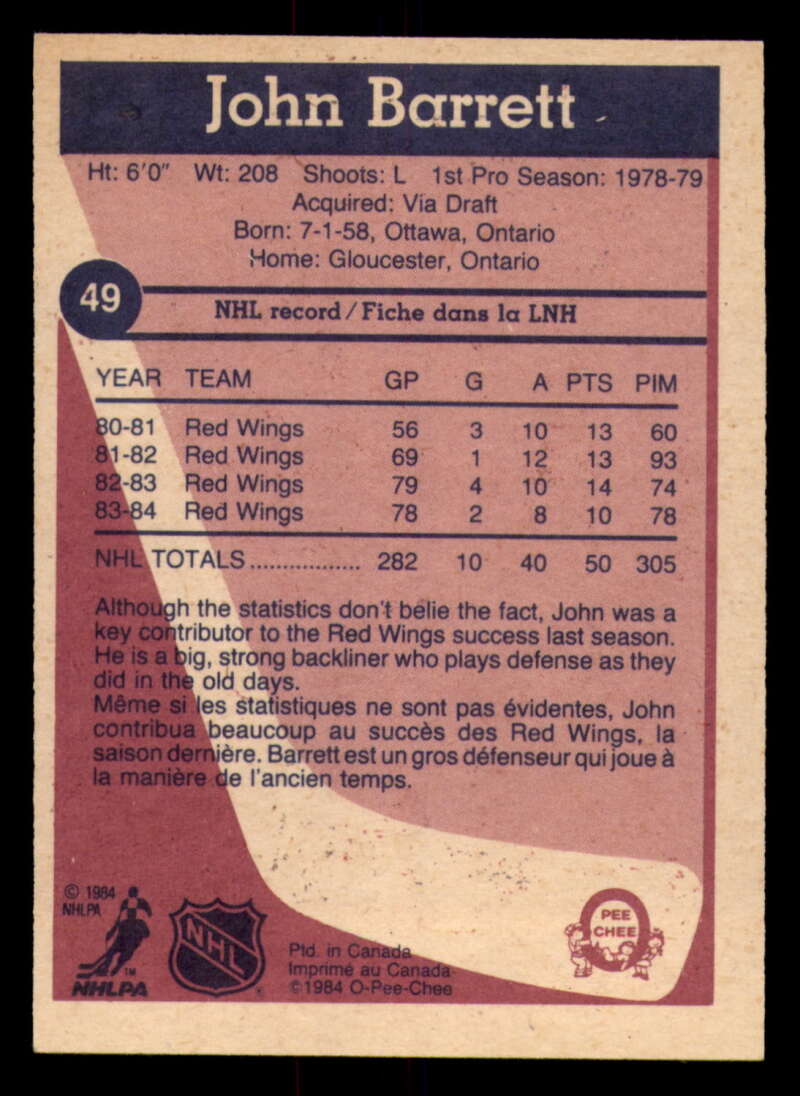 John Barrett
Ht: 6'0" Wt: 208 Shoots: L 1st Pro Season: 1978-79
Acquired: Via Draft
Born: 7-1-58, Ottawa, Ontario
Home: Gloucester, Ontario
49
NHL record/Fiche dans la LNH
YEAR TEAM GP G A PTS PIM
80-81 Red Wings 56 3 10 13 60
81-82 Red Wings 69 1 12 13 93
82-83 Red Wings 79 4 10 14 74
83-84 Red Wings 78 2 8 10 78
NHL TOTALS ................. 282 10 40 50 305
Although the statistics don't belie the fact, John was a
key contributor to the Red Wings success last season.
He is a big, strong backliner who plays defense as they
did in the old days.
Même si les statistiques ne sont pas évidentes, John
contribua beaucoup au succès des Red Wings, la
saison dernière. Barrett est un gros défenseur qui joue à
la manière de l'ancien temps.
© 1984
NHLPA
TM
NHLPA
NHL
Ptd. in Canada
Imprimé au Canada
©1984 O-Pee-Chee
PEE
CHEE